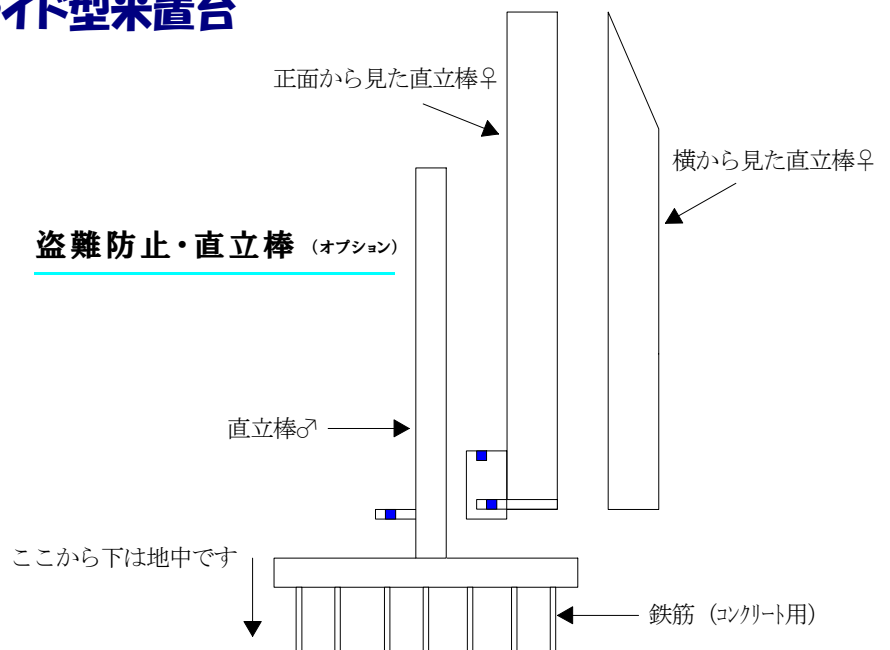 イド型米置台
正面から見た直立棒♀
横から見た直立棒♀
盗難防止・直立棒 (オプション)
直立棒♂
ここから下は地中です
鉄筋 (コンクリート用)